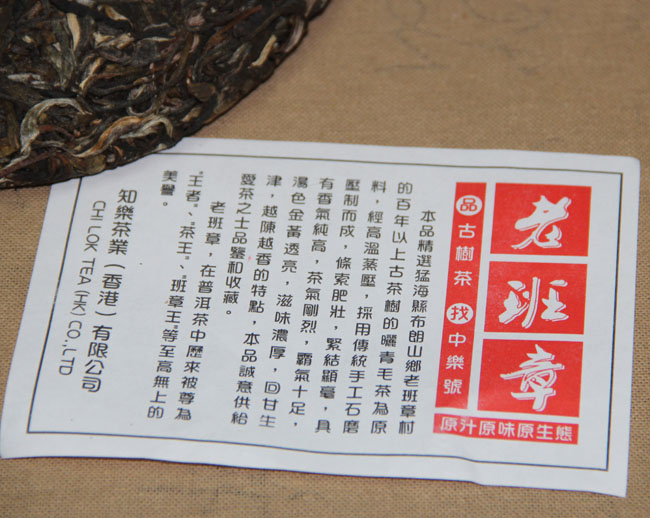 老班章
品古樹茶 找中樂號
原汁原味原生態
本品精選猛海縣布朗山鄉老班章村
的百年以上古茶樹的曬青毛茶為原
料，經高溫蒸壓，採用傳統手工石磨
壓制而成，條索肥壯，緊結顯毫，具
有香氣純高，茶氣剛烈，霸氣十足，
湯色金黃透亮，滋味濃厚，回甘生
津，越陳越香的特點，本品誠意供給
愛茶之士品鑒和收藏。
老班章，在普洱茶中歷來被尊為
“王者”、“茶王”、“班章王”等至高無上的
美譽。
知樂茶業（香港）有限公司
CHI LOK TEA (HK) CO.,LTD